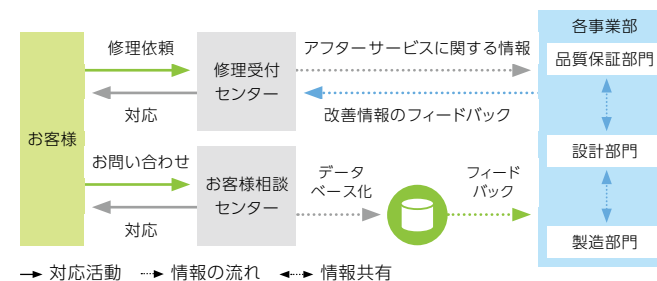 各事業部
修理依頼
アフターサービスに関する情報
品質保証部門
修理受付
センター
対応
改善情報のフィードバック
お客様
お問い合わせ
データ
ベース化
フィード
バック
設計部門
お客様相談
センター
対応
製造部門
対応活動
情報の流れ
情報共有